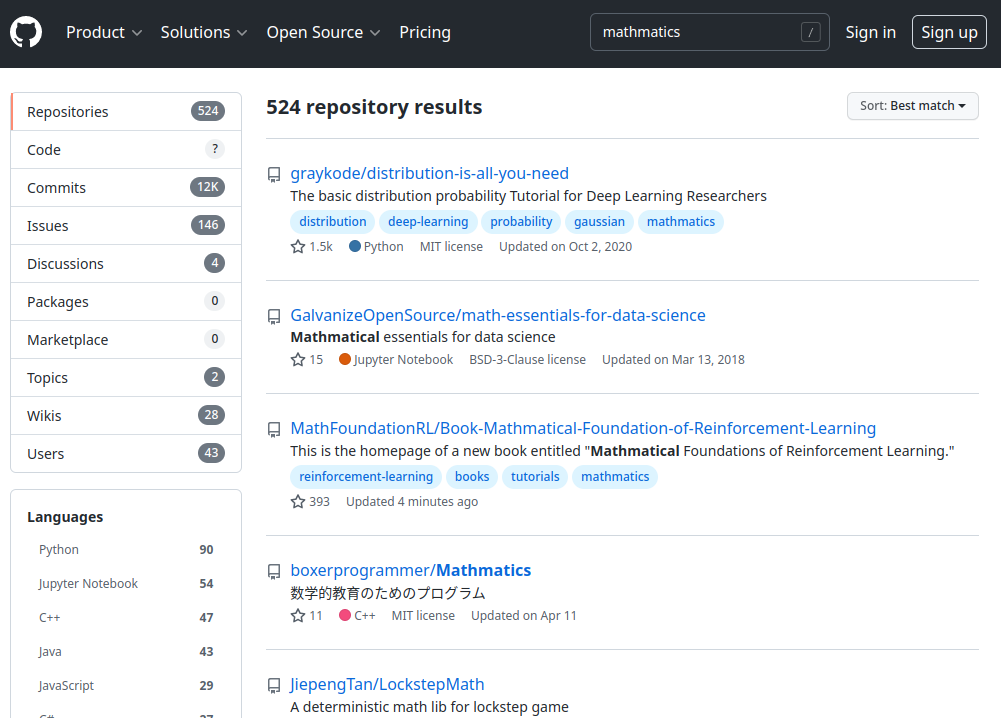 Product Solutions Open Source Pricing mathmatics / Sign in Sign up
Repositories 524
Code ?
Commits 12K
Issues 146
Discussions 4
Packages 0
Marketplace 0
Topics 2
Wikis 28
Users 43
Languages
Python 90
Jupyter Notebook 54
C++ 47
Java 43
JavaScript 29
524 repository results
Sort: Best match
graykode/distribution-is-all-you-need
The basic distribution probability Tutorial for Deep Learning Researchers
distribution deep-learning probability gaussian mathmatics
1.5k Python MIT license Updated on Oct 2, 2020
GalvanizeOpenSource/math-essentials-for-data-science
Mathmatical essentials for data science
15 Jupyter Notebook BSD-3-Clause license Updated on Mar 13, 2018
MathFoundationRL/Book-Mathmatical-Foundation-of-Reinforcement-Learning
This is the homepage of a new book entitled "Mathmatical Foundations of Reinforcement Learning."
reinforcement-learning books tutorials mathmatics
393 Updated 4 minutes ago
boxerprogrammer/Mathmatics
数学的教育のためのプログラム
11 C++ MIT license Updated on Apr 11
JiepengTan/LockstepMath
A deterministic math lib for lockstep game